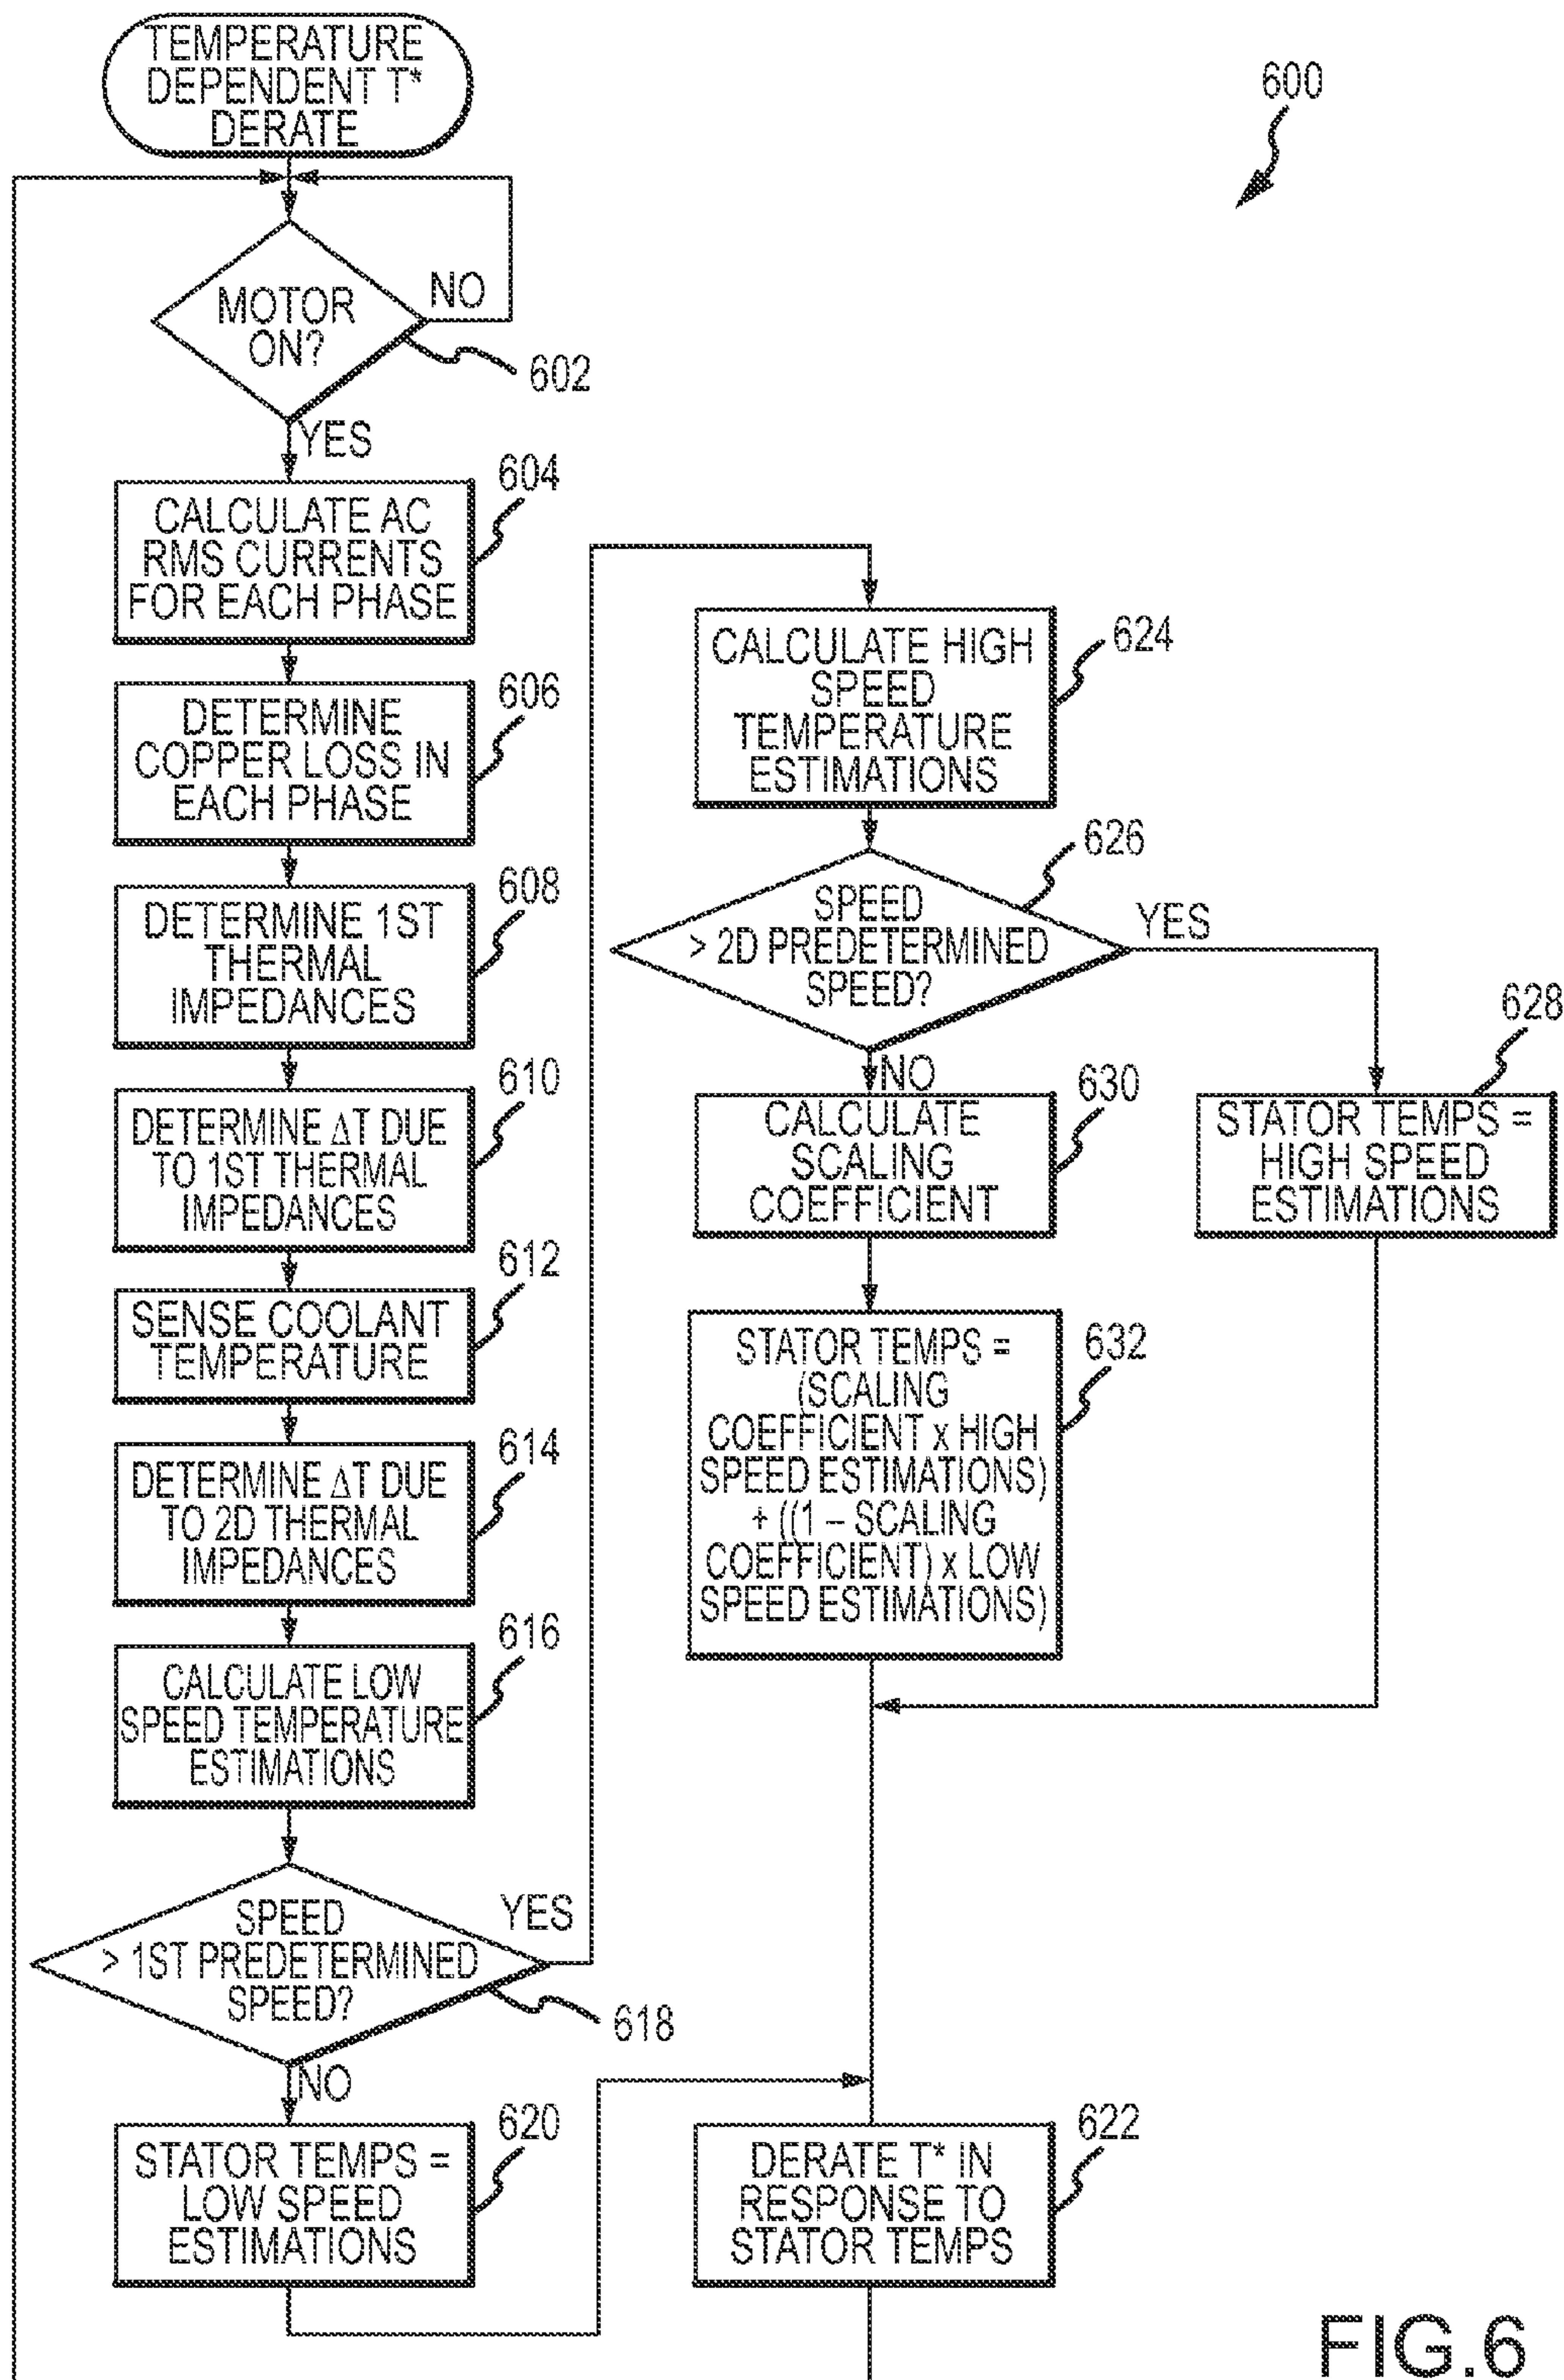 TEMPERATURE
DEPENDENT T*
DERATE
600
MOTOR
ON?
NO
602
YES
604
CALCULATE AC
RMS CURRENTS
FOR EACH PHASE
606
DETERMINE
COPPER LOSS IN
EACH PHASE
608
DETERMINE 1ST
THERMAL
IMPEDANCES
610
DETERMINE ΔT DUE
TO 1ST THERMAL
IMPEDANCES
612
SENSE COOLANT
TEMPERATURE
614
DETERMINE ΔT DUE
TO 2D THERMAL
IMPEDANCES
616
CALCULATE LOW
SPEED TEMPERATURE
ESTIMATIONS
SPEED
> 1ST PREDETERMINED
SPEED?
YES
618
NO
620
STATOR TEMPS =
LOW SPEED
ESTIMATIONS
624
CALCULATE HIGH
SPEED
TEMPERATURE
ESTIMATIONS
626
SPEED
> 2D PREDETERMINED
SPEED?
YES
628
STATOR TEMPS =
HIGH SPEED
ESTIMATIONS
NO
630
CALCULATE
SCALING
COEFFICIENT
632
STATOR TEMPS =
(SCALING
COEFFICIENT x HIGH
SPEED ESTIMATIONS)
+ ((1 – SCALING
COEFFICIENT) x LOW
SPEED ESTIMATIONS)
622
DERATE T* IN
RESPONSE TO
STATOR TEMPS
FIG.6